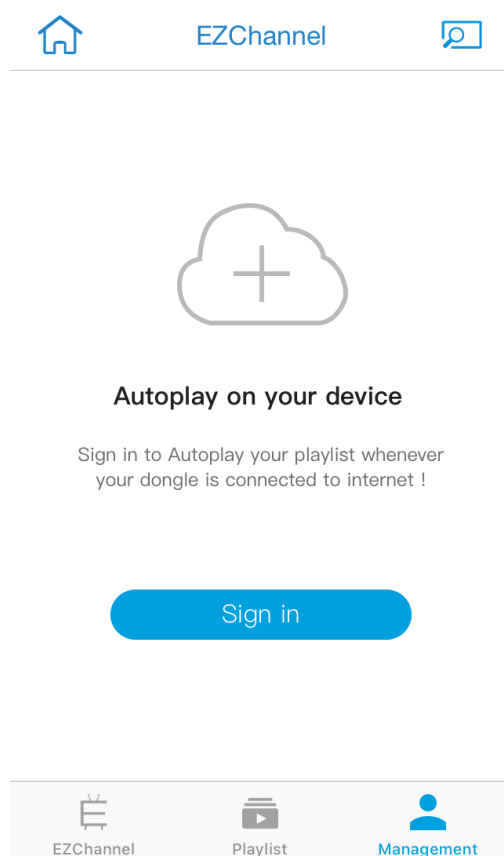 EZChannel
Autoplay on your device
Sign in to Autoplay your playlist whenever
your dongle is connected to internet !
Sign in
EZChannel
Playlist
Management